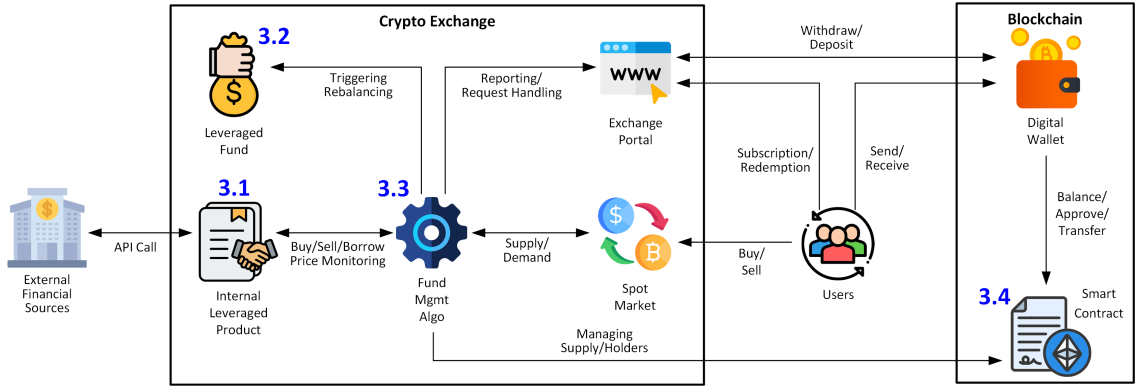 Crypto Exchange
Blockchain
3.2
Leveraged
Fund
Triggering
Rebalancing
Reporting/
Request Handling
WWW
Exchange
Portal
Withdraw/
Deposit
Digital
Wallet
Subscription/
Redemption
Send/
Receive
External
Financial
Sources
API Call
3.1
Internal
Leveraged
Product
Buy/Sell/Borrow
Price Monitoring
3.3
Fund
Mgmt
Algo
Supply/
Demand
Spot
Market
Buy/
Sell
Users
Balance/
Approve/
Transfer
3.4
Smart
Contract
Managing
Supply/Holders